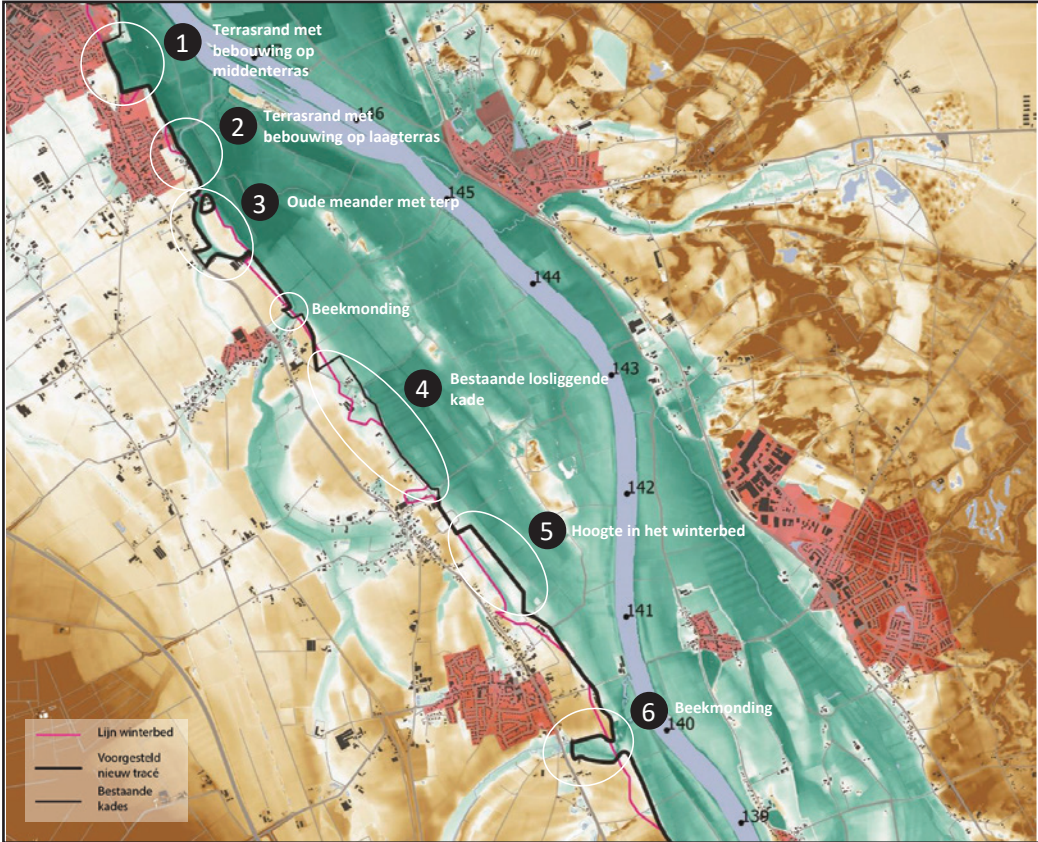 1
Terrasrand met
bebouwing op
middenterras
146
2
Terrasrand met
bebouwing op laagterras
145
3
Oude meander met terp
144
Beekmonding
143
4
Bestaande losliggende
kade
142
5
Hoogte in het winterbed
141
6
Beekmonding
140
139
Lijn winterbed
Voorgesteld
nieuw tracé
Bestaande
kades